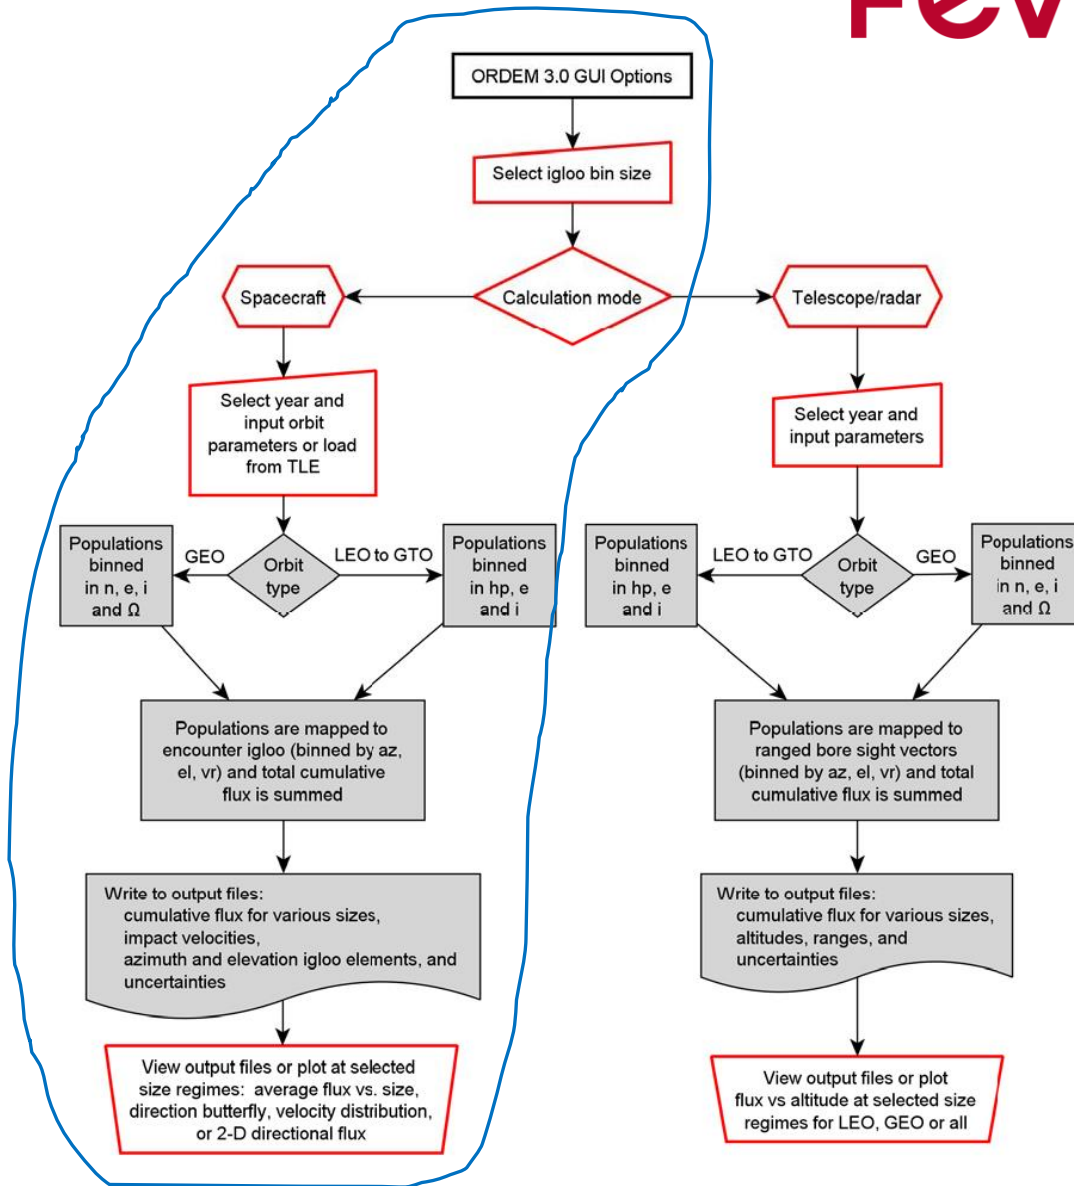 FeV
ORDEM 3.0 GUI Options
Select igloo bin size
Calculation mode
Spacecraft
Telescope/radar
Select year and
input orbit
parameters or load
from TLE
Select year and
input parameters
Populations
binned
in n, e, i
and Ω
GEO
Orbit
type
LEO to GTO
Populations
binned
in hp, e
and i
Populations
binned
in hp, e
and i
LEO to GTO
Orbit
type
GEO
Populations
binned
in n, e, i
and Ω
Populations are mapped to
encounter igloo (binned by az,
el, vr) and total cumulative
flux is summed
Populations are mapped to
ranged bore sight vectors
(binned by az, el, vr) and total
cumulative flux is summed
Write to output files:
cumulative flux for various sizes,
impact velocities,
azimuth and elevation igloo elements, and
uncertainties
Write to output files:
cumulative flux for various sizes,
altitudes, ranges, and
uncertainties
View output files or plot at selected
size regimes: average flux vs. size,
direction butterfly, velocity distribution,
or 2-D directional flux
View output files or plot
flux vs altitude at selected size
regimes for LEO, GEO or all